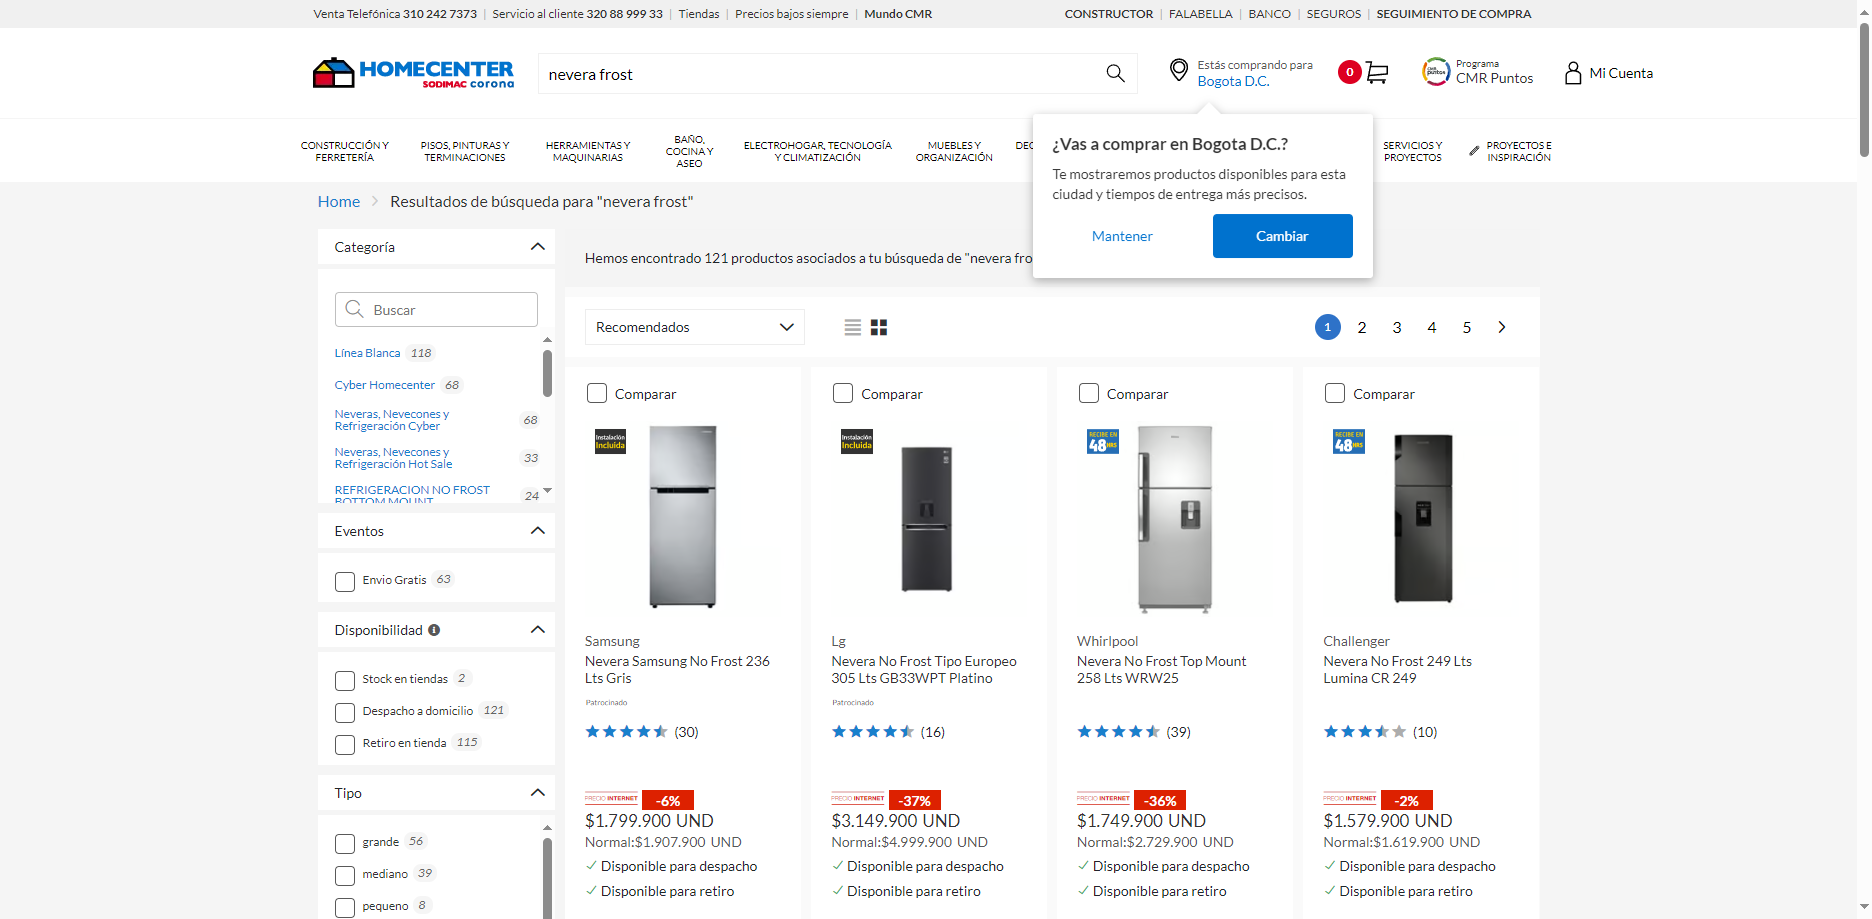 Venta Telefónica 310 242 7373 | Servicio al cliente 320 88 999 33 | Tiendas | Precios bajos siempre | Mundo CMR
CONSTRUCTOR | FALABELLA | BANCO | SEGUROS | SEGUIMIENTO DE COMPRA
HOMECENTER
SODIMAC corona
nevera frost
Estás comprando para
Bogota D.C.
0
CMR puntos
Programa
CMR Puntos
Mi Cuenta
CONSTRUCCIÓN Y
FERRETERÍA
PISOS, PINTURAS Y
TERMINACIONES
HERRAMIENTAS Y
MAQUINARIAS
BAÑO,
COCINA Y
ASEO
ELECTROHOGAR, TECNOLOGÍA
Y CLIMATIZACIÓN
MUEBLES Y
ORGANIZACIÓN
SERVICIOS Y
PROYECTOS
PROYECTOS E
INSPIRACIÓN
¿Vas a comprar en Bogota D.C.?
Te mostraremos productos disponibles para esta
ciudad y tiempos de entrega más precisos.
Mantener
Cambiar
Home > Resultados de búsqueda para "nevera frost"
Categoría
Buscar
Línea Blanca 118
Cyber Homecenter 68
Neveras, Nevecones y
Refrigeración Cyber 68
Neveras, Nevecones y
Refrigeración Hot Sale 33
REFRIGERACION NO FROST
BOTTOM MOUNT 24
Eventos
Envio Gratis 63
Disponibilidad
Stock en tiendas 2
Despacho a domicilio 121
Retiro en tienda 115
Tipo
grande 56
mediano 39
pequeno 8
Hemos encontrado 121 productos asociados a tu búsqueda de "nevera fro
Recomendados
1 2 3 4 5
Comparar
Instalación
Incluida
Samsung
Nevera Samsung No Frost 236
Lts Gris
Patrocinado
(30)
PRECIO INTERNET -6%
$1.799.900 UND
Normal:$1.907.900 UND
Disponible para despacho
Disponible para retiro
Comparar
Instalación
Incluida
Lg
Nevera No Frost Tipo Europeo
305 Lts GB33WPT Platino
Patrocinado
(16)
PRECIO INTERNET -37%
$3.149.900 UND
Normal:$4.999.900 UND
Disponible para despacho
Disponible para retiro
Comparar
RECIBE EN
48HRS
Whirlpool
Nevera No Frost Top Mount
258 Lts WRW25
(39)
PRECIO INTERNET -36%
$1.749.900 UND
Normal:$2.729.900 UND
Disponible para despacho
Disponible para retiro
Comparar
RECIBE EN
48HRS
Challenger
Nevera No Frost 249 Lts
Lumina CR 249
(10)
PRECIO INTERNET -2%
$1.579.900 UND
Normal:$1.619.900 UND
Disponible para despacho
Disponible para retiro